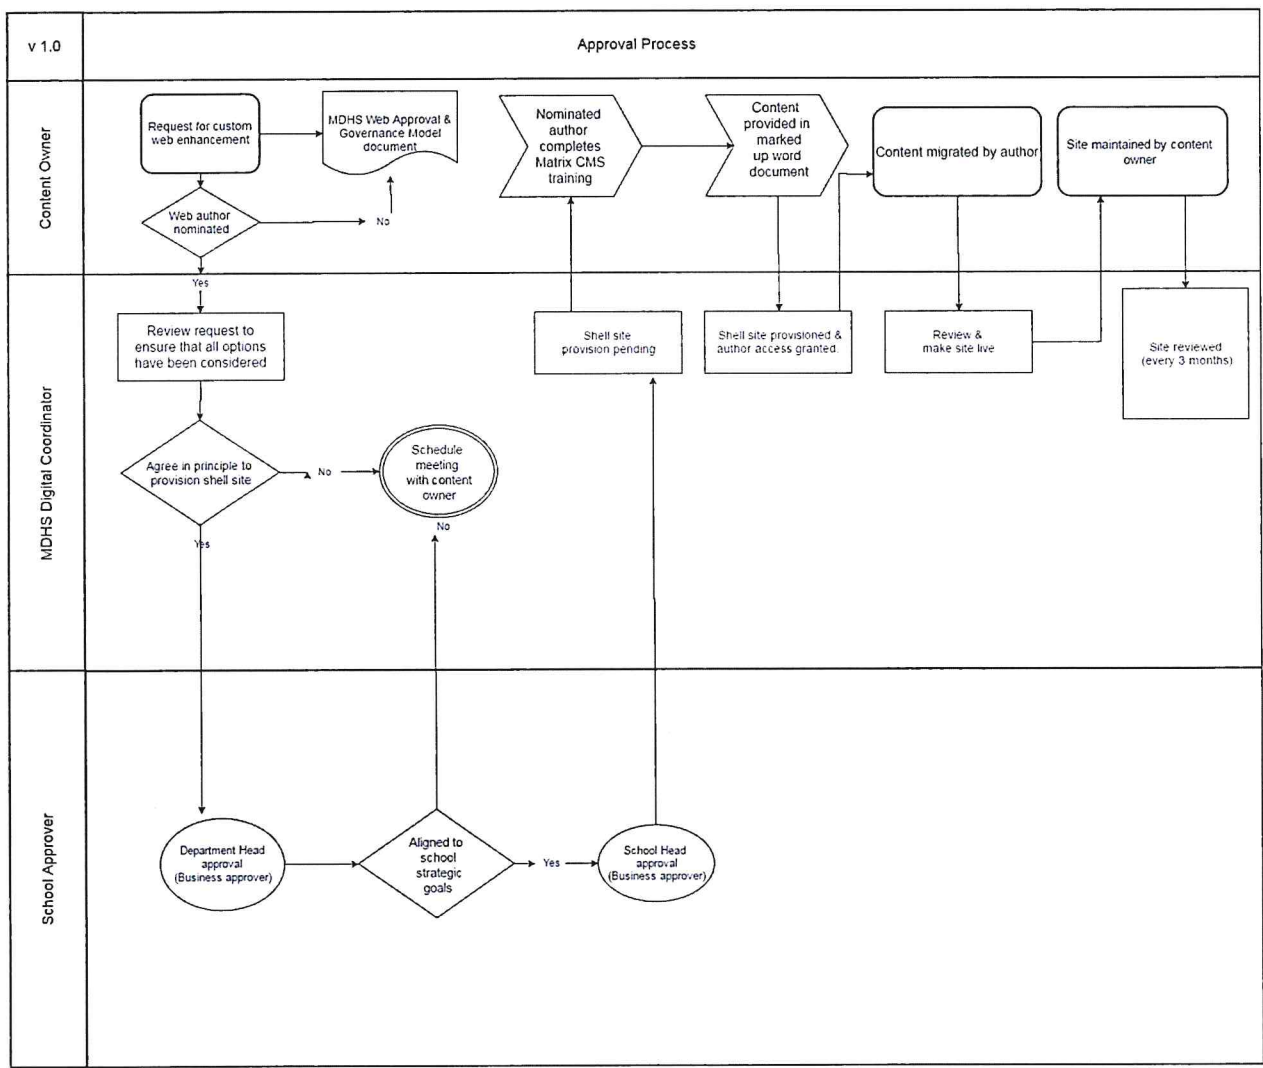 v 1.0
Approval Process
Content Owner
Request for custom
web enhancement
MDHS Web Approval &
Governance Model
document
Web author
nominated
No
Yes
Nominated
author
completes
Matrix CMS
training
Content
provided in
marked
up word
document
Content migrated by author
Site maintained by content
owner
MDHS Digital Coordinator
Review request to
ensure that all options
have been considered
Agree in principle to
provision shell site
No
Yes
Schedule
meeting
with content
owner
No
Shell site
provision pending
Shell site provisioned &
author access granted
Review &
make site live
Site reviewed
(every 3 months)
School Approver
Department Head
approval
(Business approver)
Aligned to
school
strategic
goals
Yes
School Head
approval
(Business approver)